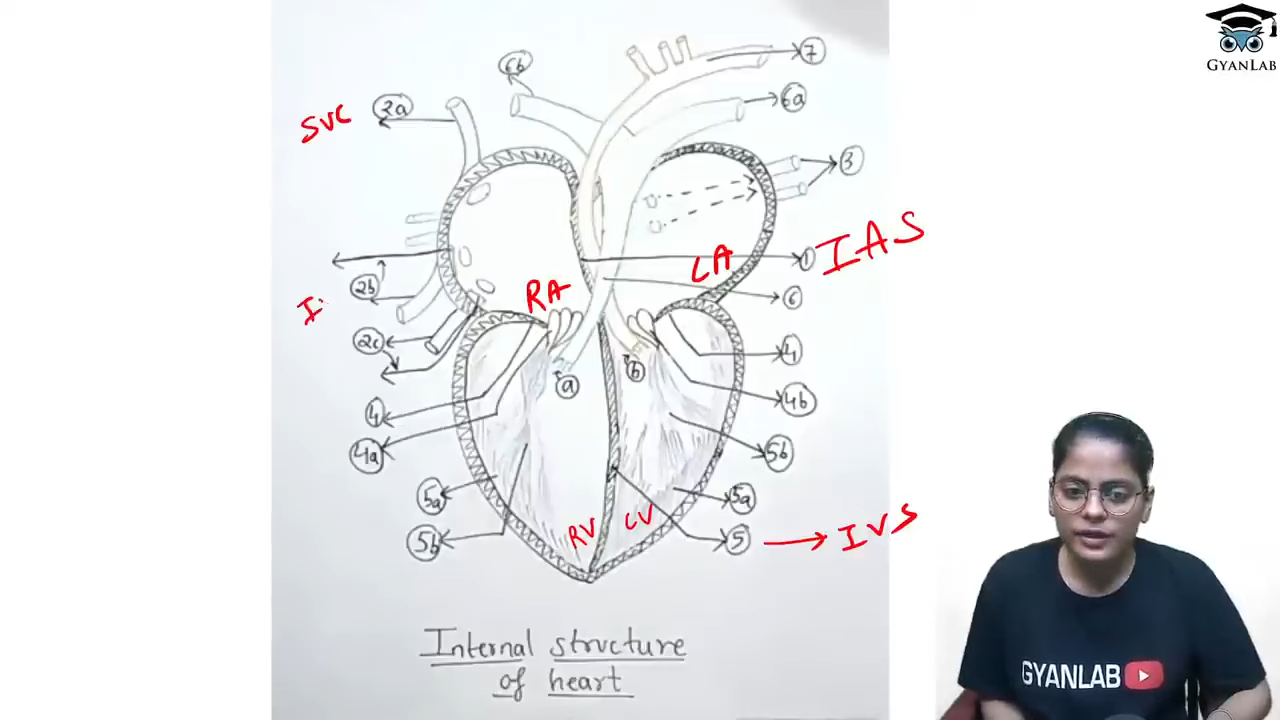 GYANLAB
7
6b
6a
SVC
2a
3
IAS
1
LA
2b
RA
6
I
2c
4
b
a
4
4b
4a
5b
5a
5a
RV
LV
5b
5
IVS
Internal structure
of heart
GYANLAB